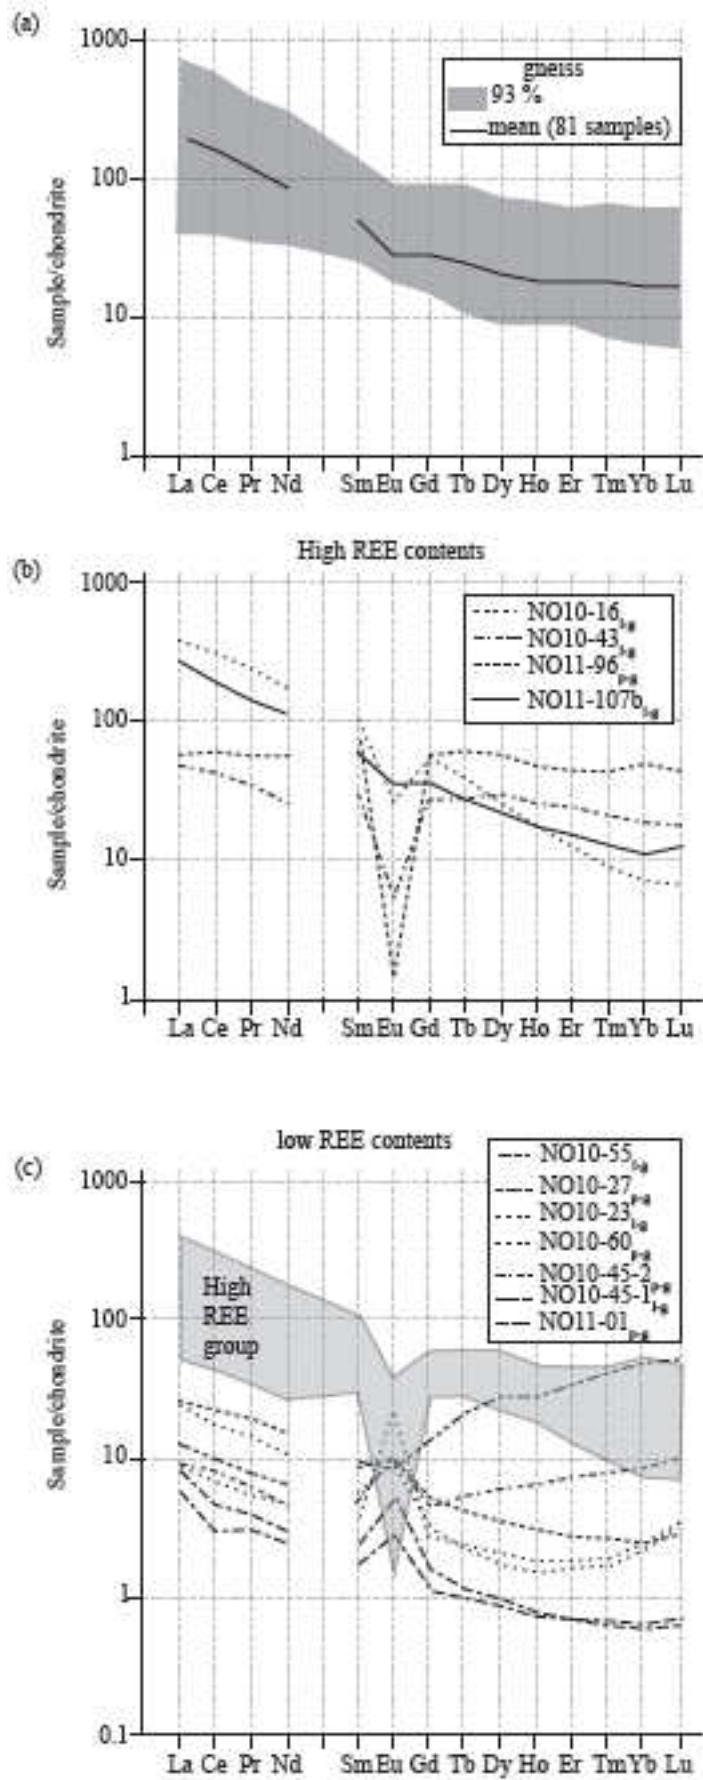 (a)
1000
gneiss
93 %
mean (81 samples)
100
10
1
Sample/chondrite
La Ce Pr Nd Sm Eu Gd Tb Dy Ho Er Tm Yb Lu
(b)
High REE contents
1000
NO10-16
NO10-43
NO11-96
NO11-107b
100
10
1
Sample/chondrite
La Ce Pr Nd Sm Eu Gd Tb Dy Ho Er Tm Yb Lu
(c)
low REE contents
1000
NO10-55
NO10-27 p-g
NO10-23
NO10-60 p-g
NO10-45-2 p-g
NO10-45-1
NO11-01 p-g
High
REE
group
100
10
1
0.1
Sample/chondrite
La Ce Pr Nd Sm Eu Gd Tb Dy Ho Er Tm Yb Lu